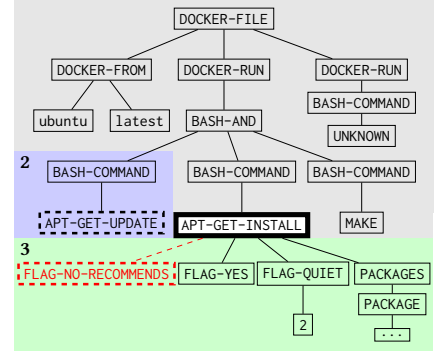 DOCKER-FILE
DOCKER-FROM DOCKER-RUN DOCKER-RUN
BASH-COMMAND
ubuntu latest BASH-AND
UNKNOWN
2
BASH-COMMAND BASH-COMMAND BASH-COMMAND
APT-GET-UPDATE APT-GET-INSTALL MAKE
3
FLAG-NO-RECOMMENDS FLAG-YES FLAG-QUIET PACKAGES
PACKAGE
2
...